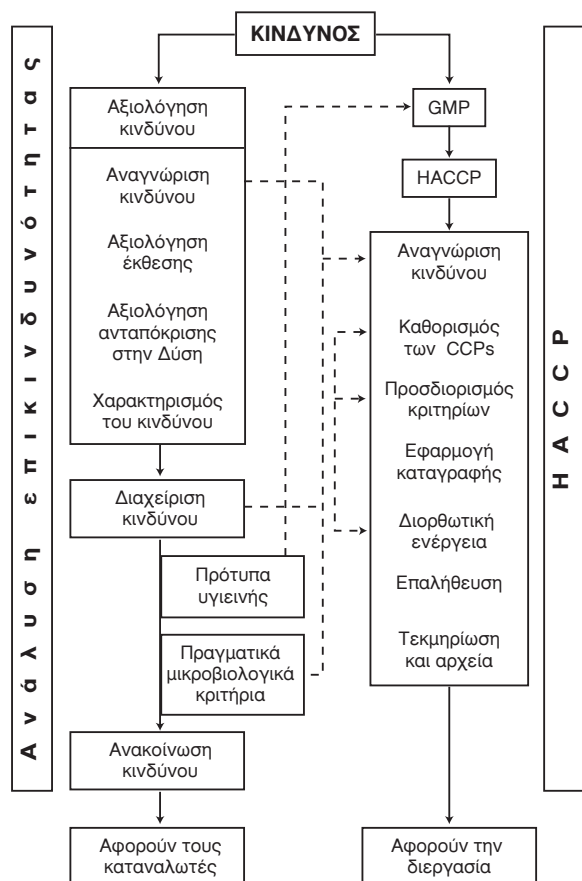 ΚΙΝΔΥΝΟΣ
Ανάλυση επικινδυνότητας
Αξιολόγηση
κινδύνου
Αναγνώριση
κινδύνου
Αξιολόγηση
έκθεσης
Αξιολόγηση
ανταπόκρισης
στην Δύση
Χαρακτηρισμός
του κινδύνου
Διαχείριση
κινδύνου
Πρότυπα
υγιεινής
Πραγματικά
μικροβιολογικά
κριτήρια
Ανακοίνωση
κινδύνου
Αφορούν τους
καταναλωτές
GMP
HACCP
Αναγνώριση
κινδύνου
Καθορισμός
των CCPs
Προσδιορισμός
κριτηρίων
Εφαρμογή
καταγραφής
Διορθωτική
ενέργεια
Επαλήθευση
Τεκμηρίωση
και αρχεία
Αφορούν την
διεργασία
HACCP